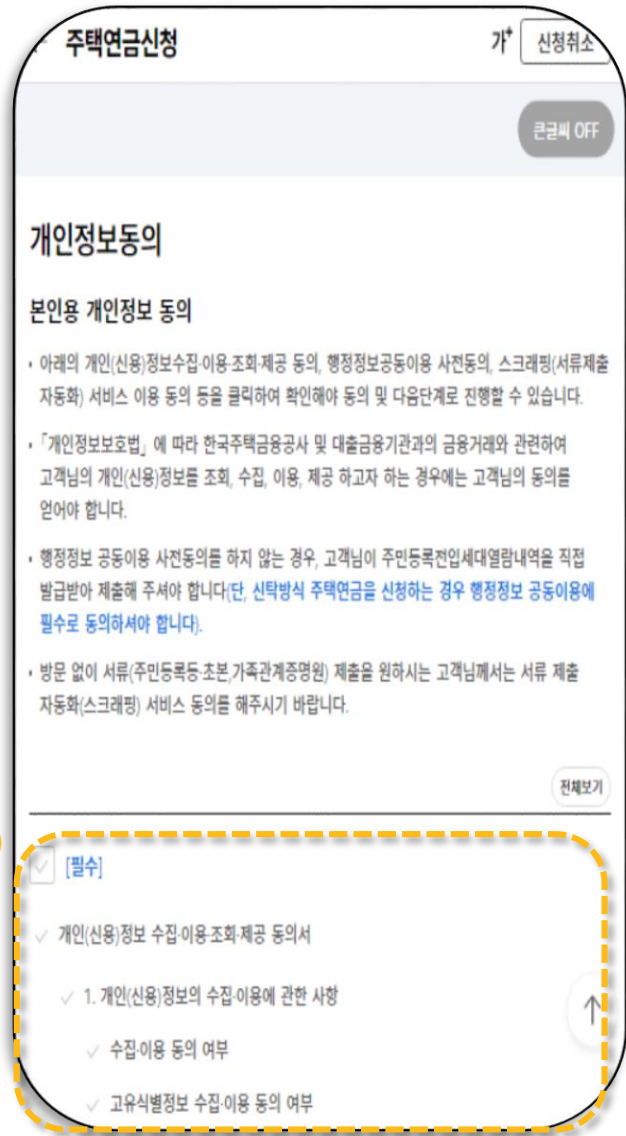 주택연금신청
가+ 신청취소
큰글씨 OFF
개인정보동의
본인용 개인정보 동의
• 아래의 개인(신용)정보수집·이용·조회·제공 동의, 행정정보공동이용 사전동의, 스크래핑(서류제출
자동화) 서비스 이용 동의 등을 클릭하여 확인해야 동의 및 다음단계로 진행할 수 있습니다.
• 「개인정보보호법」 에 따라 한국주택금융공사 및 대출금융기관과의 금융거래와 관련하여
고객님의 개인(신용)정보를 조회, 수집, 이용, 제공 하고자 하는 경우에는 고객님의 동의를
얻어야 합니다.
• 행정정보 공동이용 사전동의를 하지 않는 경우, 고객님이 주민등록전입세대열람내역을 직접
발급받아 제출해 주셔야 합니다(단, 신탁방식 주택연금을 신청하는 경우 행정정보 공동이용에
필수로 동의하셔야 합니다).
• 방문 없이 서류(주민등록등·초본,가족관계증명원) 제출을 원하시는 고객님께서는 서류 제출
자동화(스크래핑) 서비스 동의를 해주시기 바랍니다.
전체보기
[필수]
개인(신용)정보 수집·이용·조회·제공 동의서
1. 개인(신용)정보의 수집·이용에 관한 사항
수집·이용 동의 여부
고유식별정보 수집·이용 동의 여부